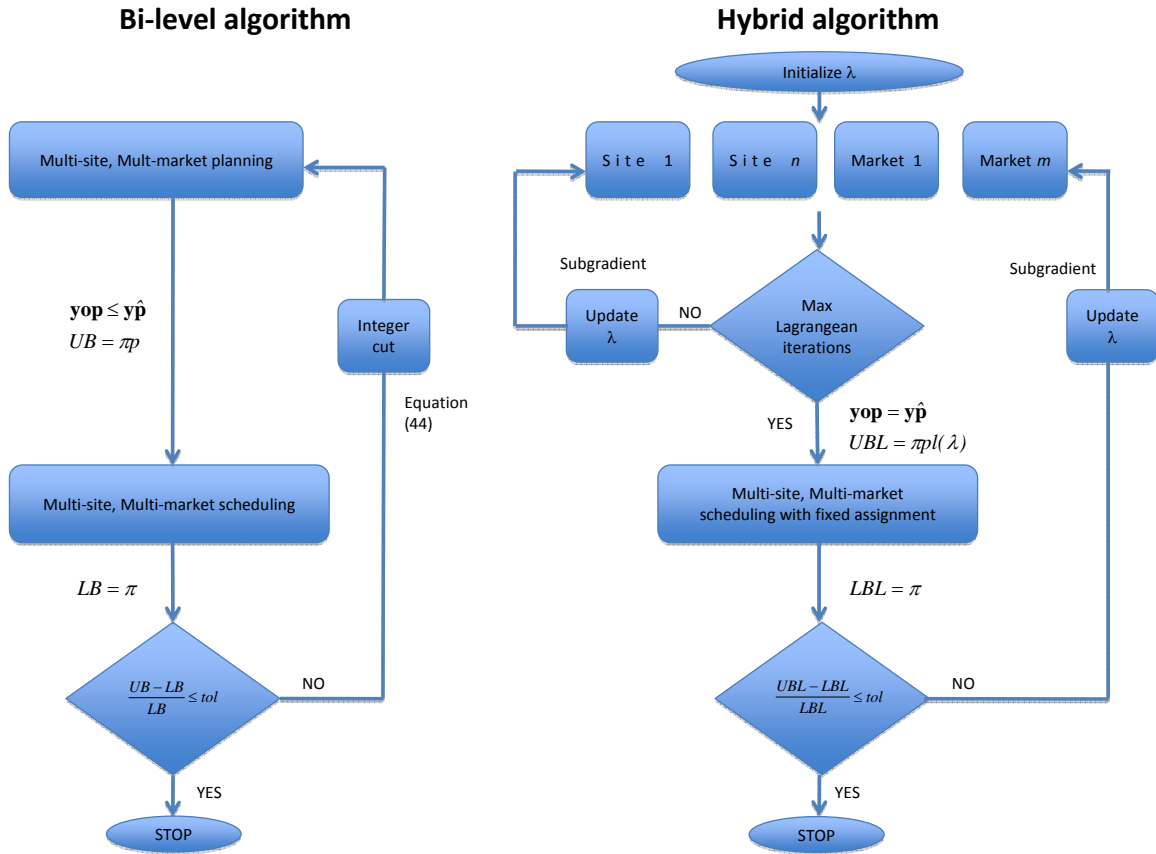 Bi-level algorithm
Multi-site, Mult-market planning
yop ≤ yp̂
UB = πp
Integer
cut
Equation
(44)
Multi-site, Multi-market scheduling
LB = π
UB − LB
LB
≤ tol
NO
YES
STOP
Hybrid algorithm
Initialize λ
Site 1
Site n
Market 1
Market m
Subgradient
Update
λ
NO
Max
Lagrangean
iterations
Subgradient
Update
λ
YES
yop = yp̂
UBL = πpl(λ)
Multi-site, Multi-market
scheduling with fixed assignment
LBL = π
UBL − LBL
LBL
≤ tol
NO
YES
STOP